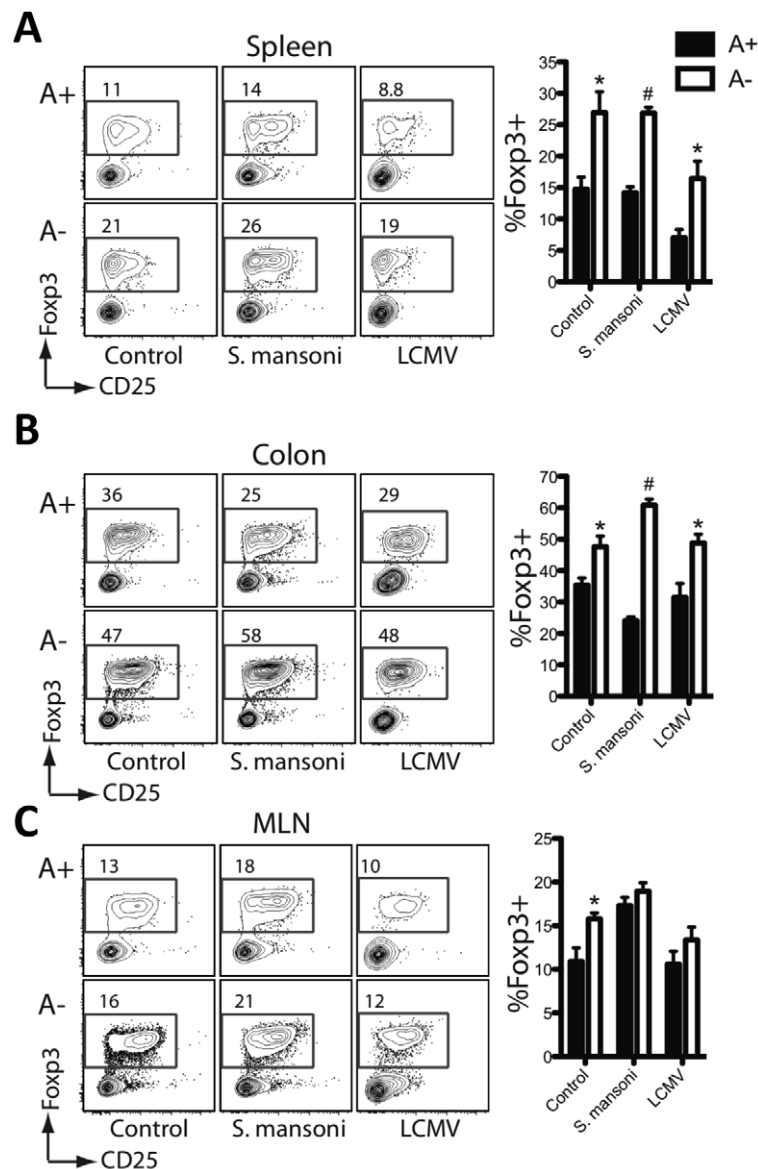 A
Spleen
A+
11
14
8.8
A-
21
26
19
Foxp3
CD25
Control
S. mansoni
LCMV
%Foxp3+
35
30
25
20
15
10
5
0
*
#
*
A+
A-
Control
S. mansoni
LCMV
B
Colon
A+
36
25
29
A-
47
58
48
Foxp3
CD25
Control
S. mansoni
LCMV
%Foxp3+
70
60
50
40
30
20
10
0
*
#
*
Control
S. mansoni
LCMV
C
MLN
A+
13
18
10
A-
16
21
12
Foxp3
CD25
Control
S. mansoni
LCMV
%Foxp3+
25
20
15
10
5
0
*
Control
S. mansoni
LCMV